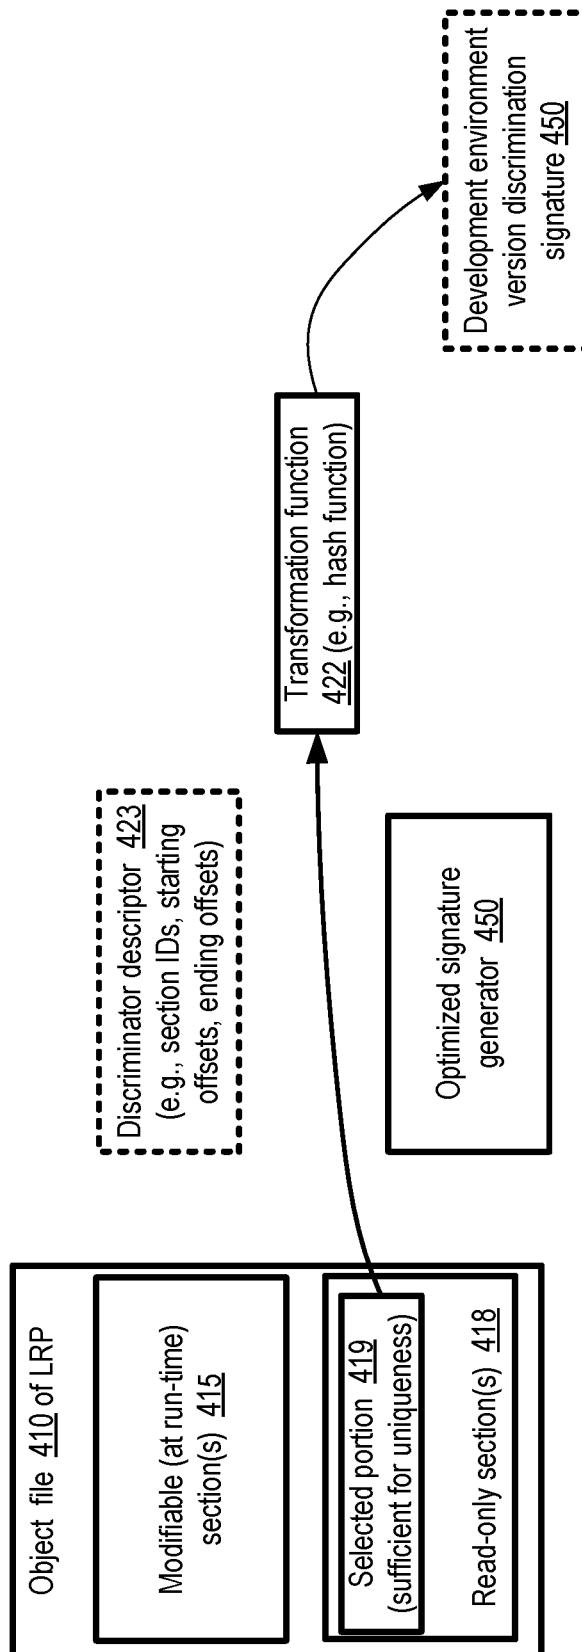 Object file 410 of LRP
Modifiable (at run-time)
section(s) 415
Selected portion 419
(sufficient for uniqueness)
Read-only section(s) 418
Discriminator descriptor 423
(e.g., section IDs, starting
offsets, ending offsets)
Optimized signature
generator 450
Transformation function
422 (e.g., hash function)
Development environment
version discrimination
signature 450